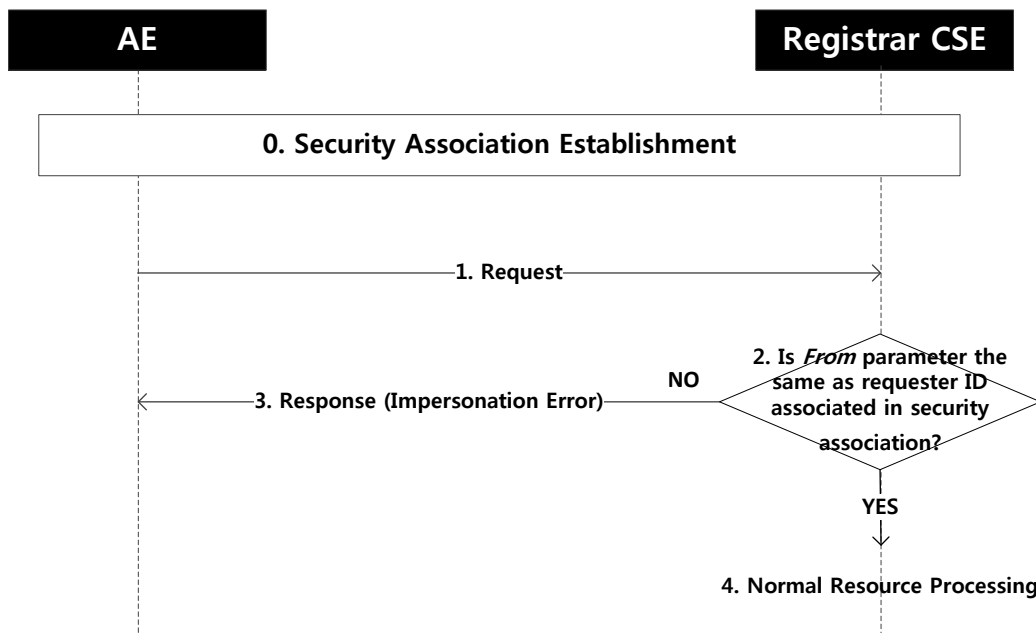 AE
Registrar CSE
0. Security Association Establishment
1. Request
2. Is From parameter the
same as requester ID
associated in security
association?
NO
3. Response (Impersonation Error)
YES
4. Normal Resource Processing